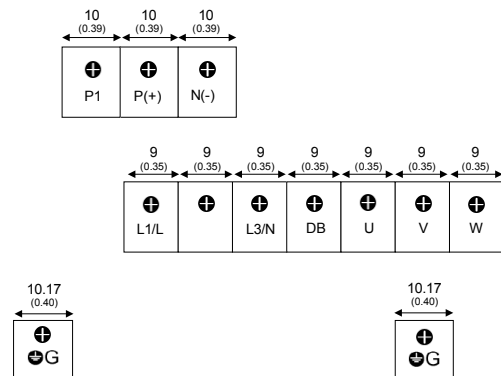 10 10 10
(0.39) (0.39) (0.39)
P1 P(+) N(-)
9 9 9 9 9 9 9
(0.35) (0.35) (0.35) (0.35) (0.35) (0.35) (0.35)
L1/L L3/N DB U V W
10.17 10.17
(0.40) (0.40)
G G